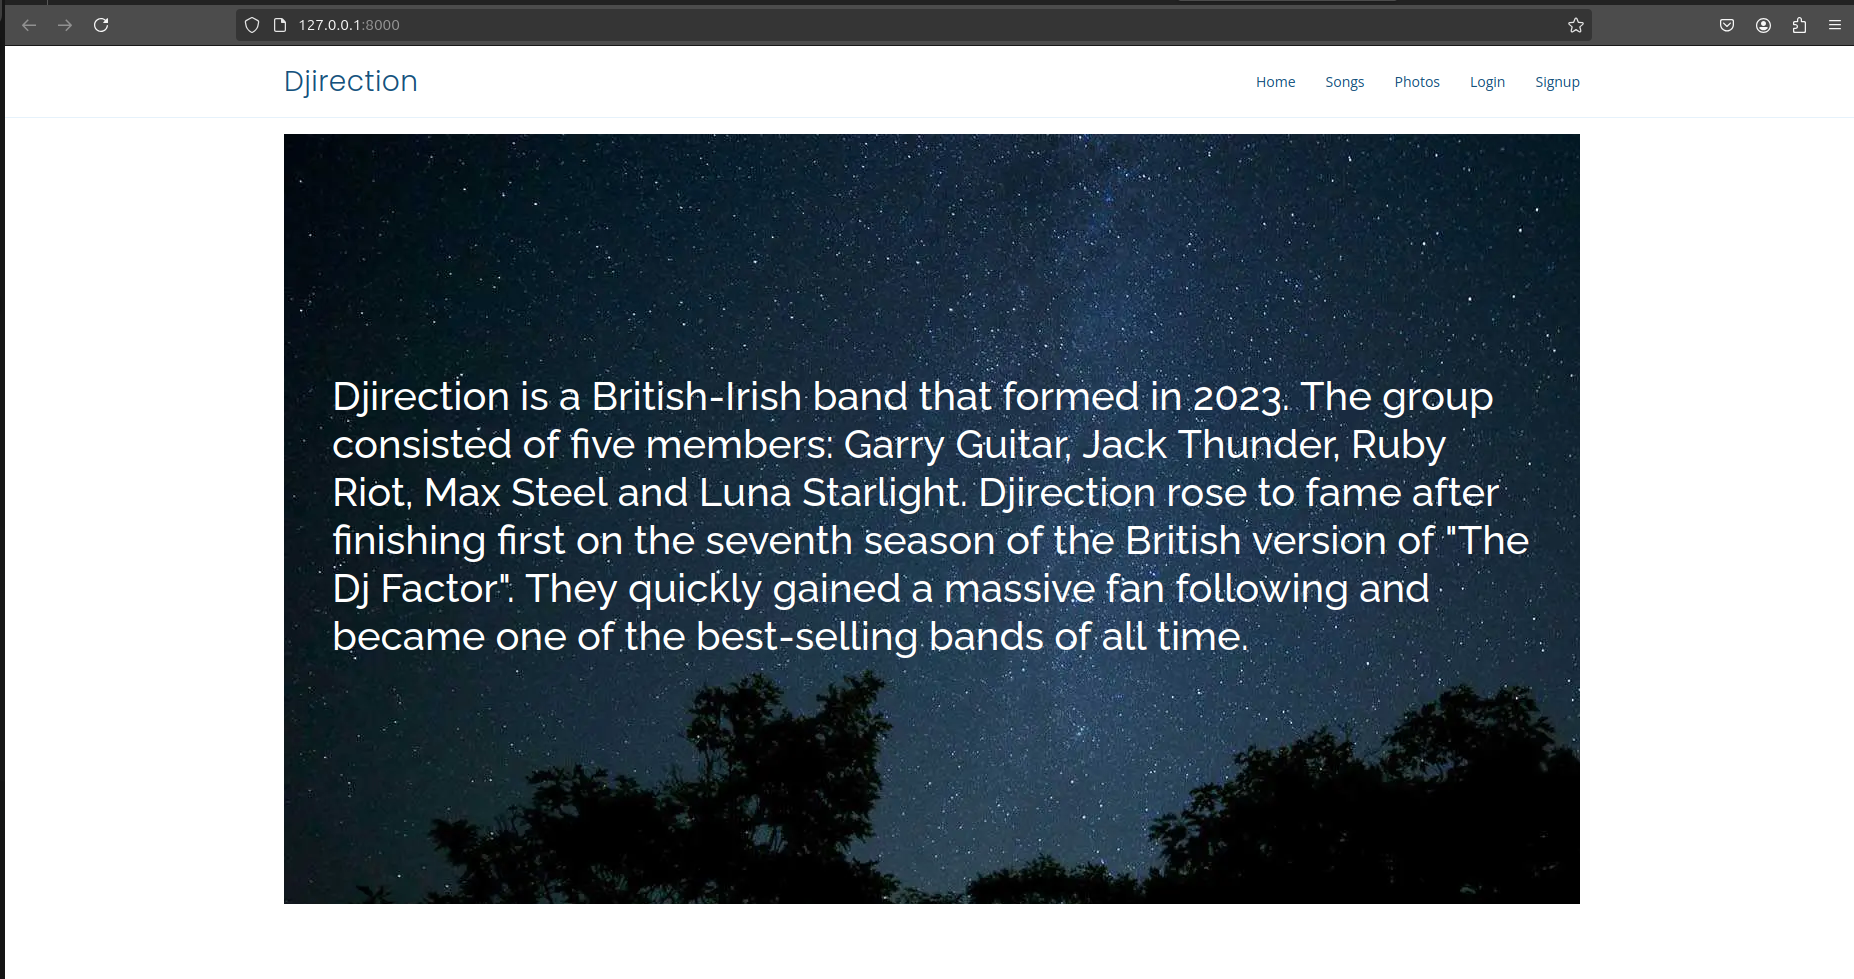 127.0.0.1:8000
Djirection
Home Songs Photos Login Signup
Djirection is a British-Irish band that formed in 2023. The group
consisted of five members: Garry Guitar, Jack Thunder, Ruby
Riot, Max Steel and Luna Starlight. Djirection rose to fame after
finishing first on the seventh season of the British version of "The
Dj Factor". They quickly gained a massive fan following and
became one of the best-selling bands of all time.